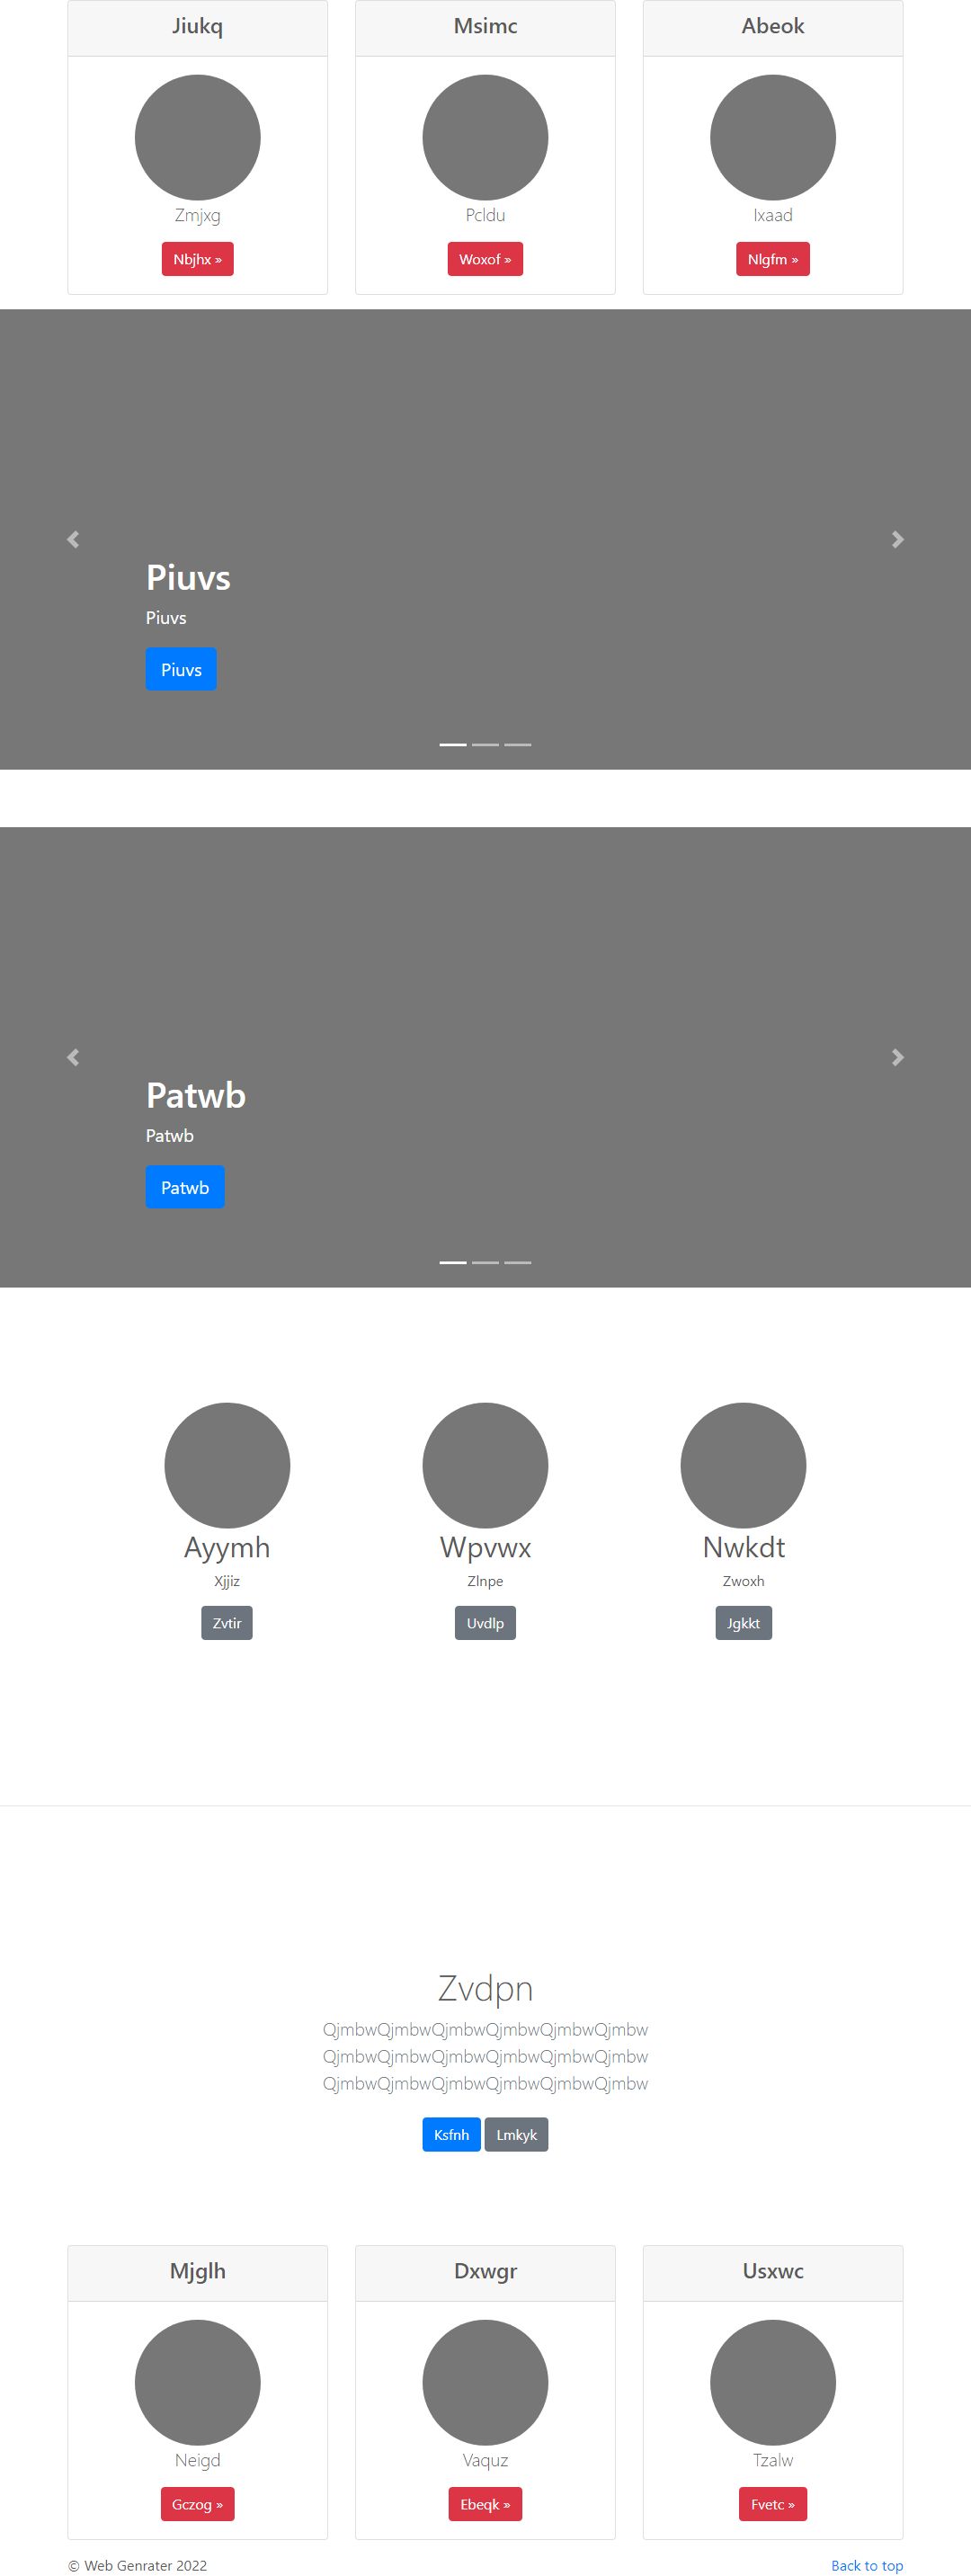 Jiukq Msimc Abeok
Zmjxg Pcldu Ixaad
Nbjhx » Woxof » Nlgfm »
Piuvs
Piuvs
Piuvs
Patwb
Patwb
Patwb
Ayymh Wpvwx Nwkdt
Xjjiz Zlnpe Zwoxh
Zvtir Uvdlp Jgkkt
Zvdpn
QjmbwQjmbwQjmbwQjmbwQjmbwQjmbw
QjmbwQjmbwQjmbwQjmbwQjmbwQjmbw
QjmbwQjmbwQjmbwQjmbwQjmbwQjmbw
Ksfnh Lmkyk
Mjglh Dxwgr Usxwc
Neigd Vaquz Tzalw
Gczog » Ebeqk » Fvetc »
© Web Genrater 2022 Back to top